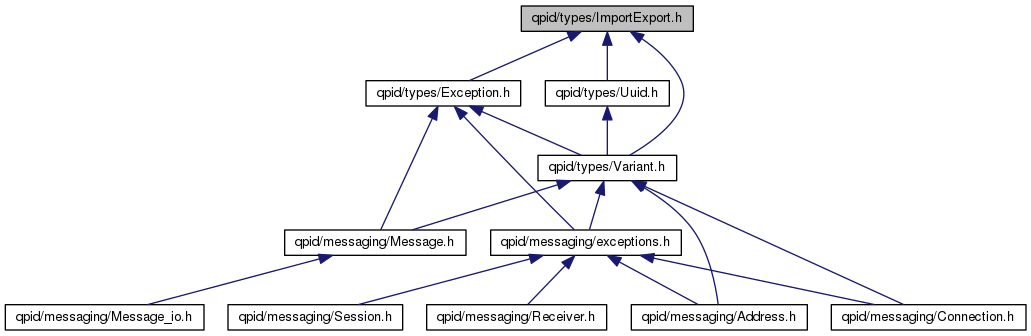 qpid/types/ImportExport.h
qpid/types/Exception.h
qpid/types/Uuid.h
qpid/types/Variant.h
qpid/messaging/Message.h
qpid/messaging/exceptions.h
qpid/messaging/Message_io.h
qpid/messaging/Session.h
qpid/messaging/Receiver.h
qpid/messaging/Address.h
qpid/messaging/Connection.h